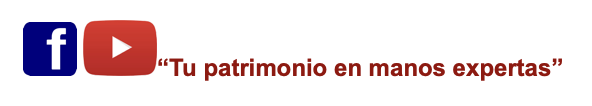 f
“Tu patrimonio en manos expertas”